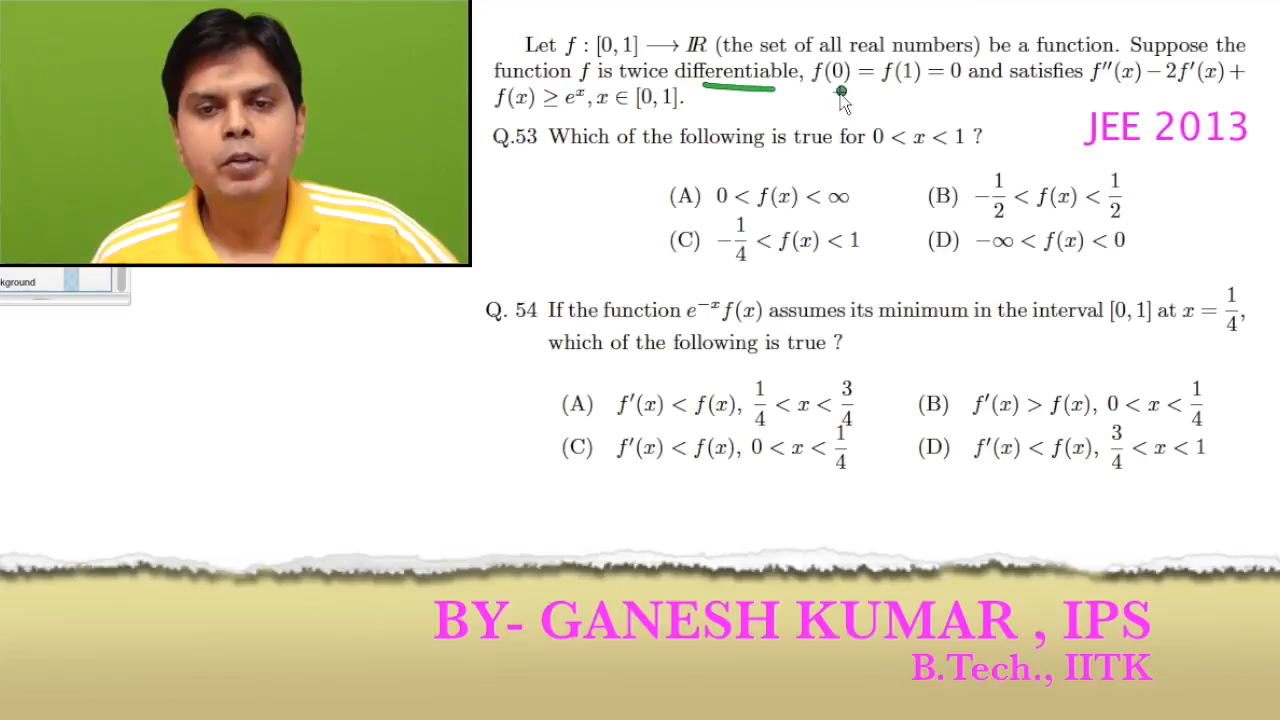 Let f : [0, 1] ⟶ ℝ (the set of all real numbers) be a function. Suppose the
function f is twice differentiable, f(0) = f(1) = 0 and satisfies f″(x) − 2f′(x) +
f(x) ≥ eˣ, x ∈ [0, 1].
JEE 2013
Q.53 Which of the following is true for 0 < x < 1 ?
(A) 0 < f(x) < ∞ (B) −1/2 < f(x) < 1/2
(C) −1/4 < f(x) < 1 (D) −∞ < f(x) < 0
kground
Q. 54 If the function e⁻ˣf(x) assumes its minimum in the interval [0, 1] at x = 1/4,
which of the following is true ?
(A) f′(x) < f(x), 1/4 < x < 3/4 (B) f′(x) > f(x), 0 < x < 1/4
(C) f′(x) < f(x), 0 < x < 1/4 (D) f′(x) < f(x), 3/4 < x < 1
BY- GANESH KUMAR , IPS
B.Tech., IITK